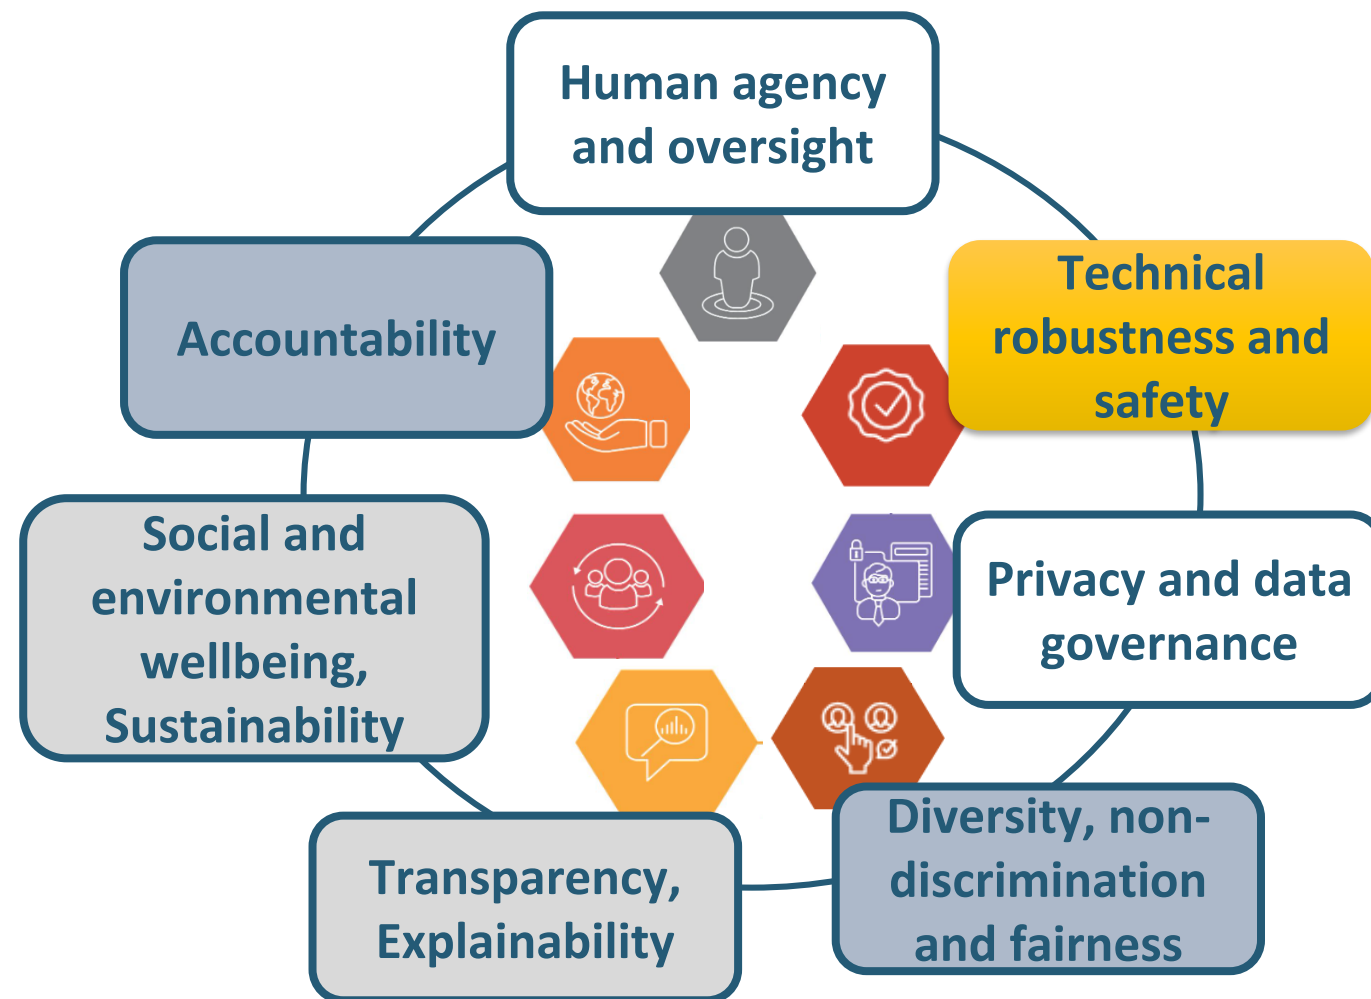 Human agency
and oversight
Technical
robustness and
safety
Privacy and data
governance
Diversity, non-
discrimination
and fairness
Transparency,
Explainability
Social and
environmental
wellbeing,
Sustainability
Accountability